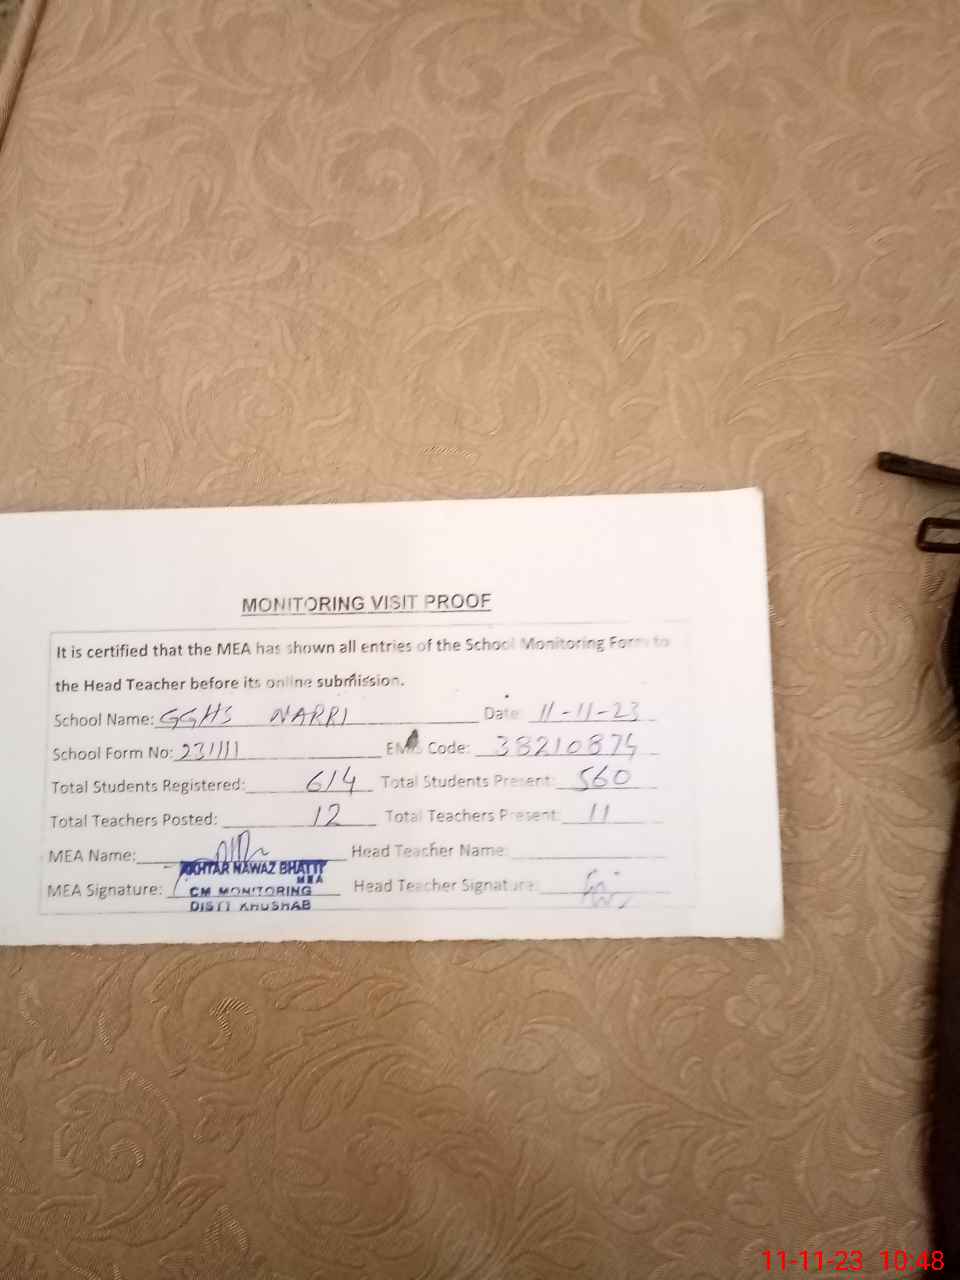 MONITORING VISIT PROOF
It is certified that the MEA has shown all entries of the School Monitoring Form to
the Head Teacher before its online submission.
School Name: GGHS NARRI Date: 11-11-23
School Form No: 231111 EMIS Code: 38210874
Total Students Registered: 614 Total Students Present: 560
Total Teachers Posted: 12 Total Teachers Present: 11
MEA Name: Head Teacher Name:
AKHTAR NAWAZ BHATTI
MEA
MEA Signature: CM MONITORING Head Teacher Signature:
DISTT KHUSHAB
11-11-23 10:48